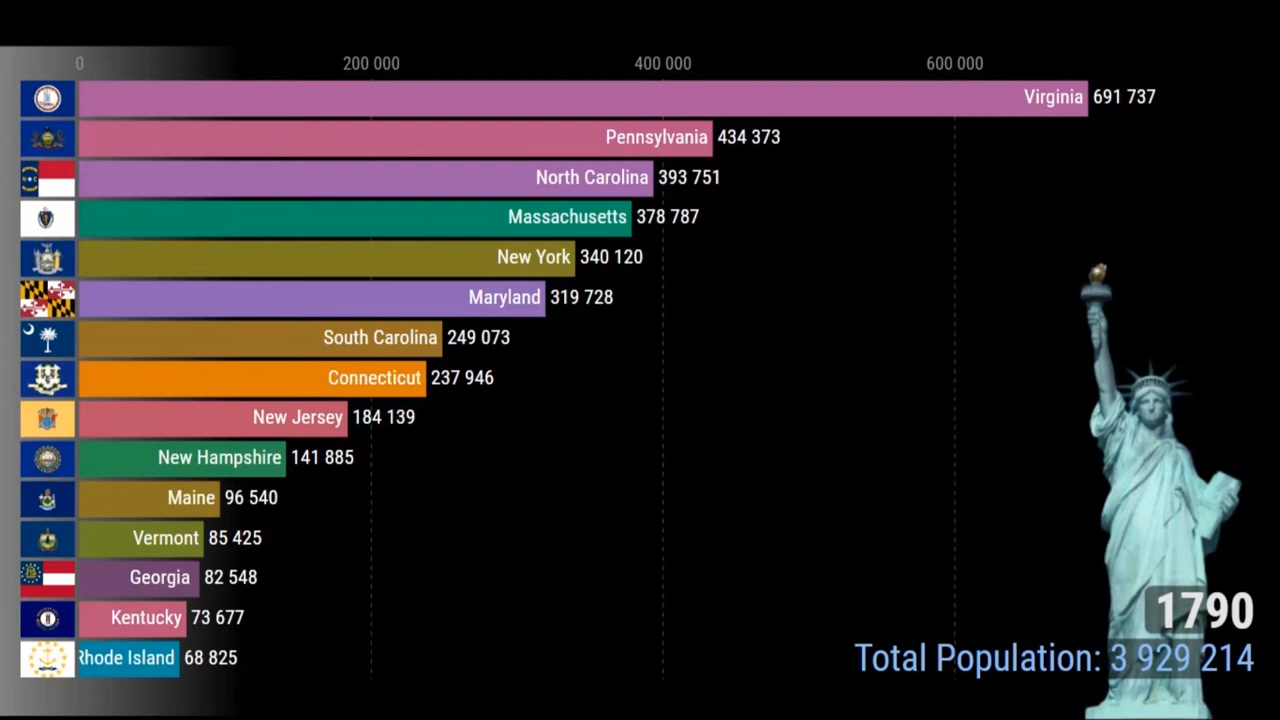 0 200 000 400 000 600 000
Virginia 691 737
Pennsylvania 434 373
North Carolina 393 751
Massachusetts 378 787
New York 340 120
Maryland 319 728
South Carolina 249 073
Connecticut 237 946
New Jersey 184 139
New Hampshire 141 885
Maine 96 540
Vermont 85 425
Georgia 82 548
Kentucky 73 677
Rhode Island 68 825
1790
Total Population: 3 929 214